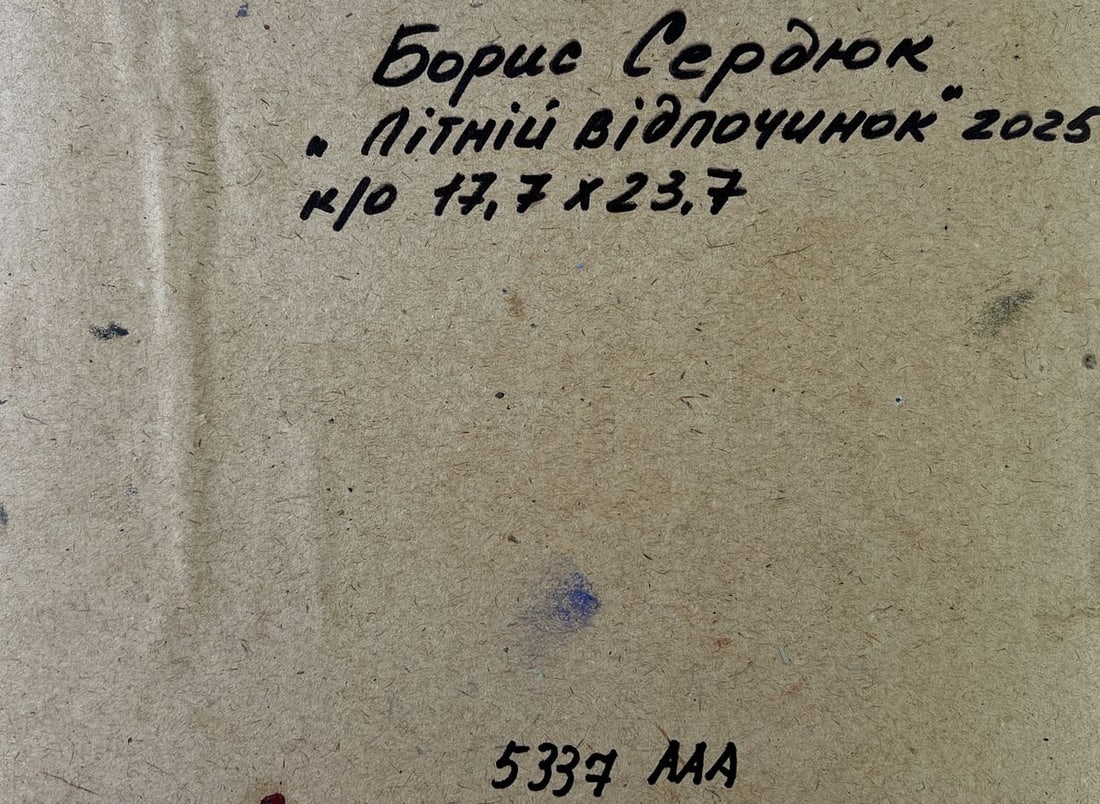 Борис Сердюк
„Літній відпочинок" 2025
к/о 17,7 x 23,7
5337 ААА